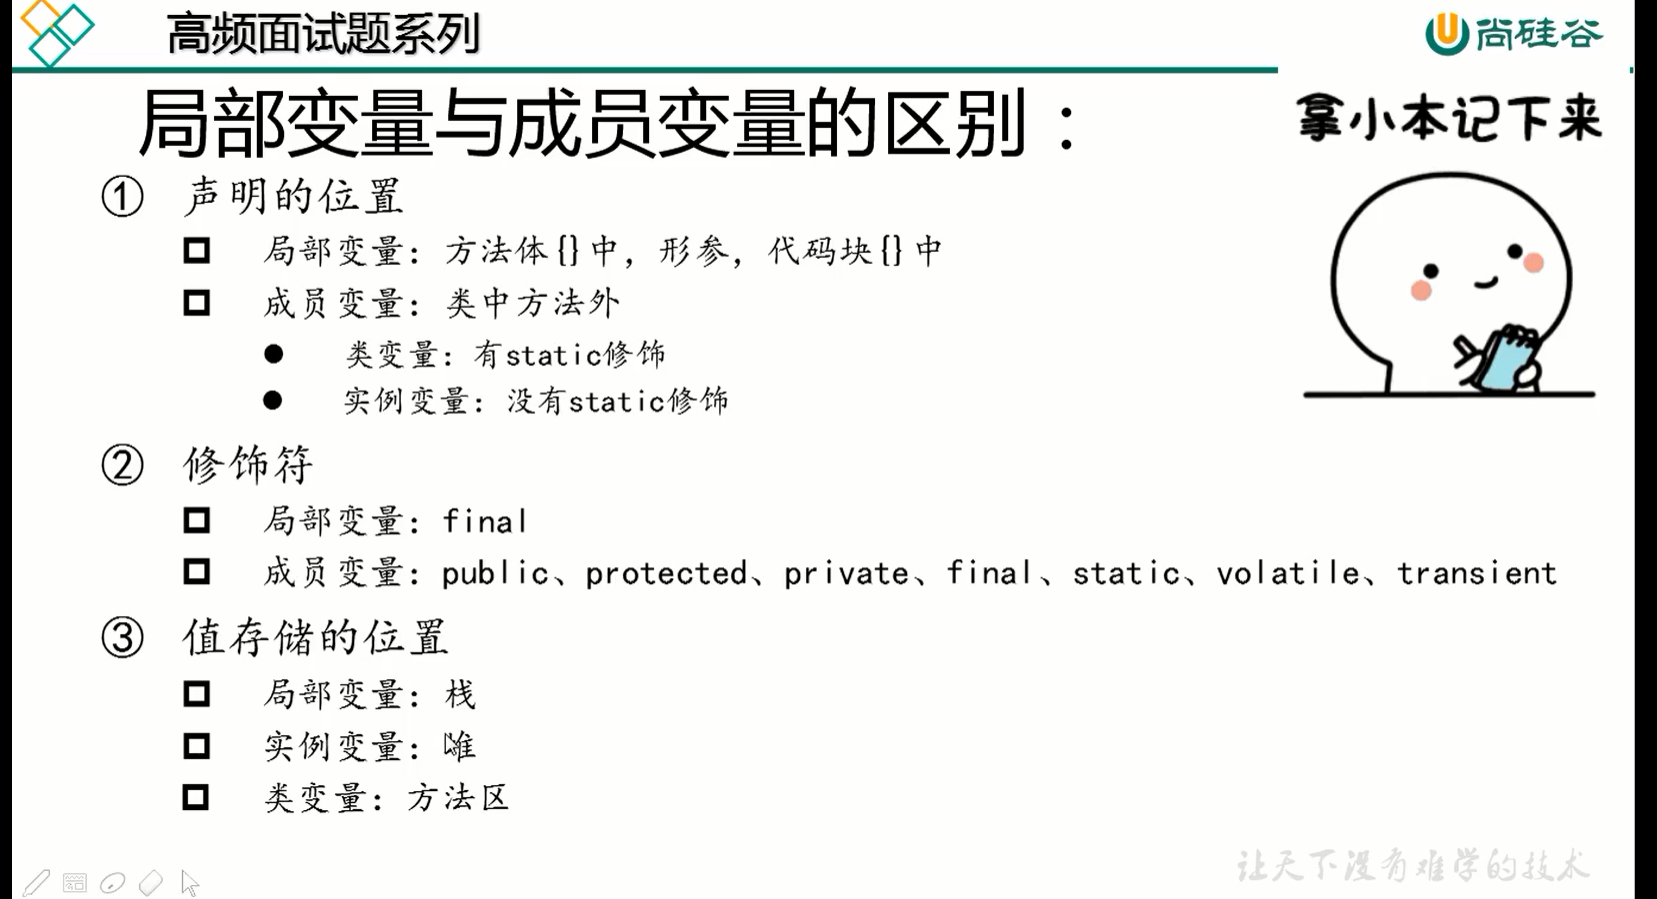 高频面试题系列
尚硅谷
局部变量与成员变量的区别：
拿小本记下来
① 声明的位置
局部变量：方法体{}中，形参，代码块{}中
成员变量：类中方法外
类变量：有static修饰
实例变量：没有static修饰
② 修饰符
局部变量：final
成员变量：public、protected、private、final、static、volatile、transient
③ 值存储的位置
局部变量：栈
实例变量：堆
类变量：方法区
让天下没有难学的技术